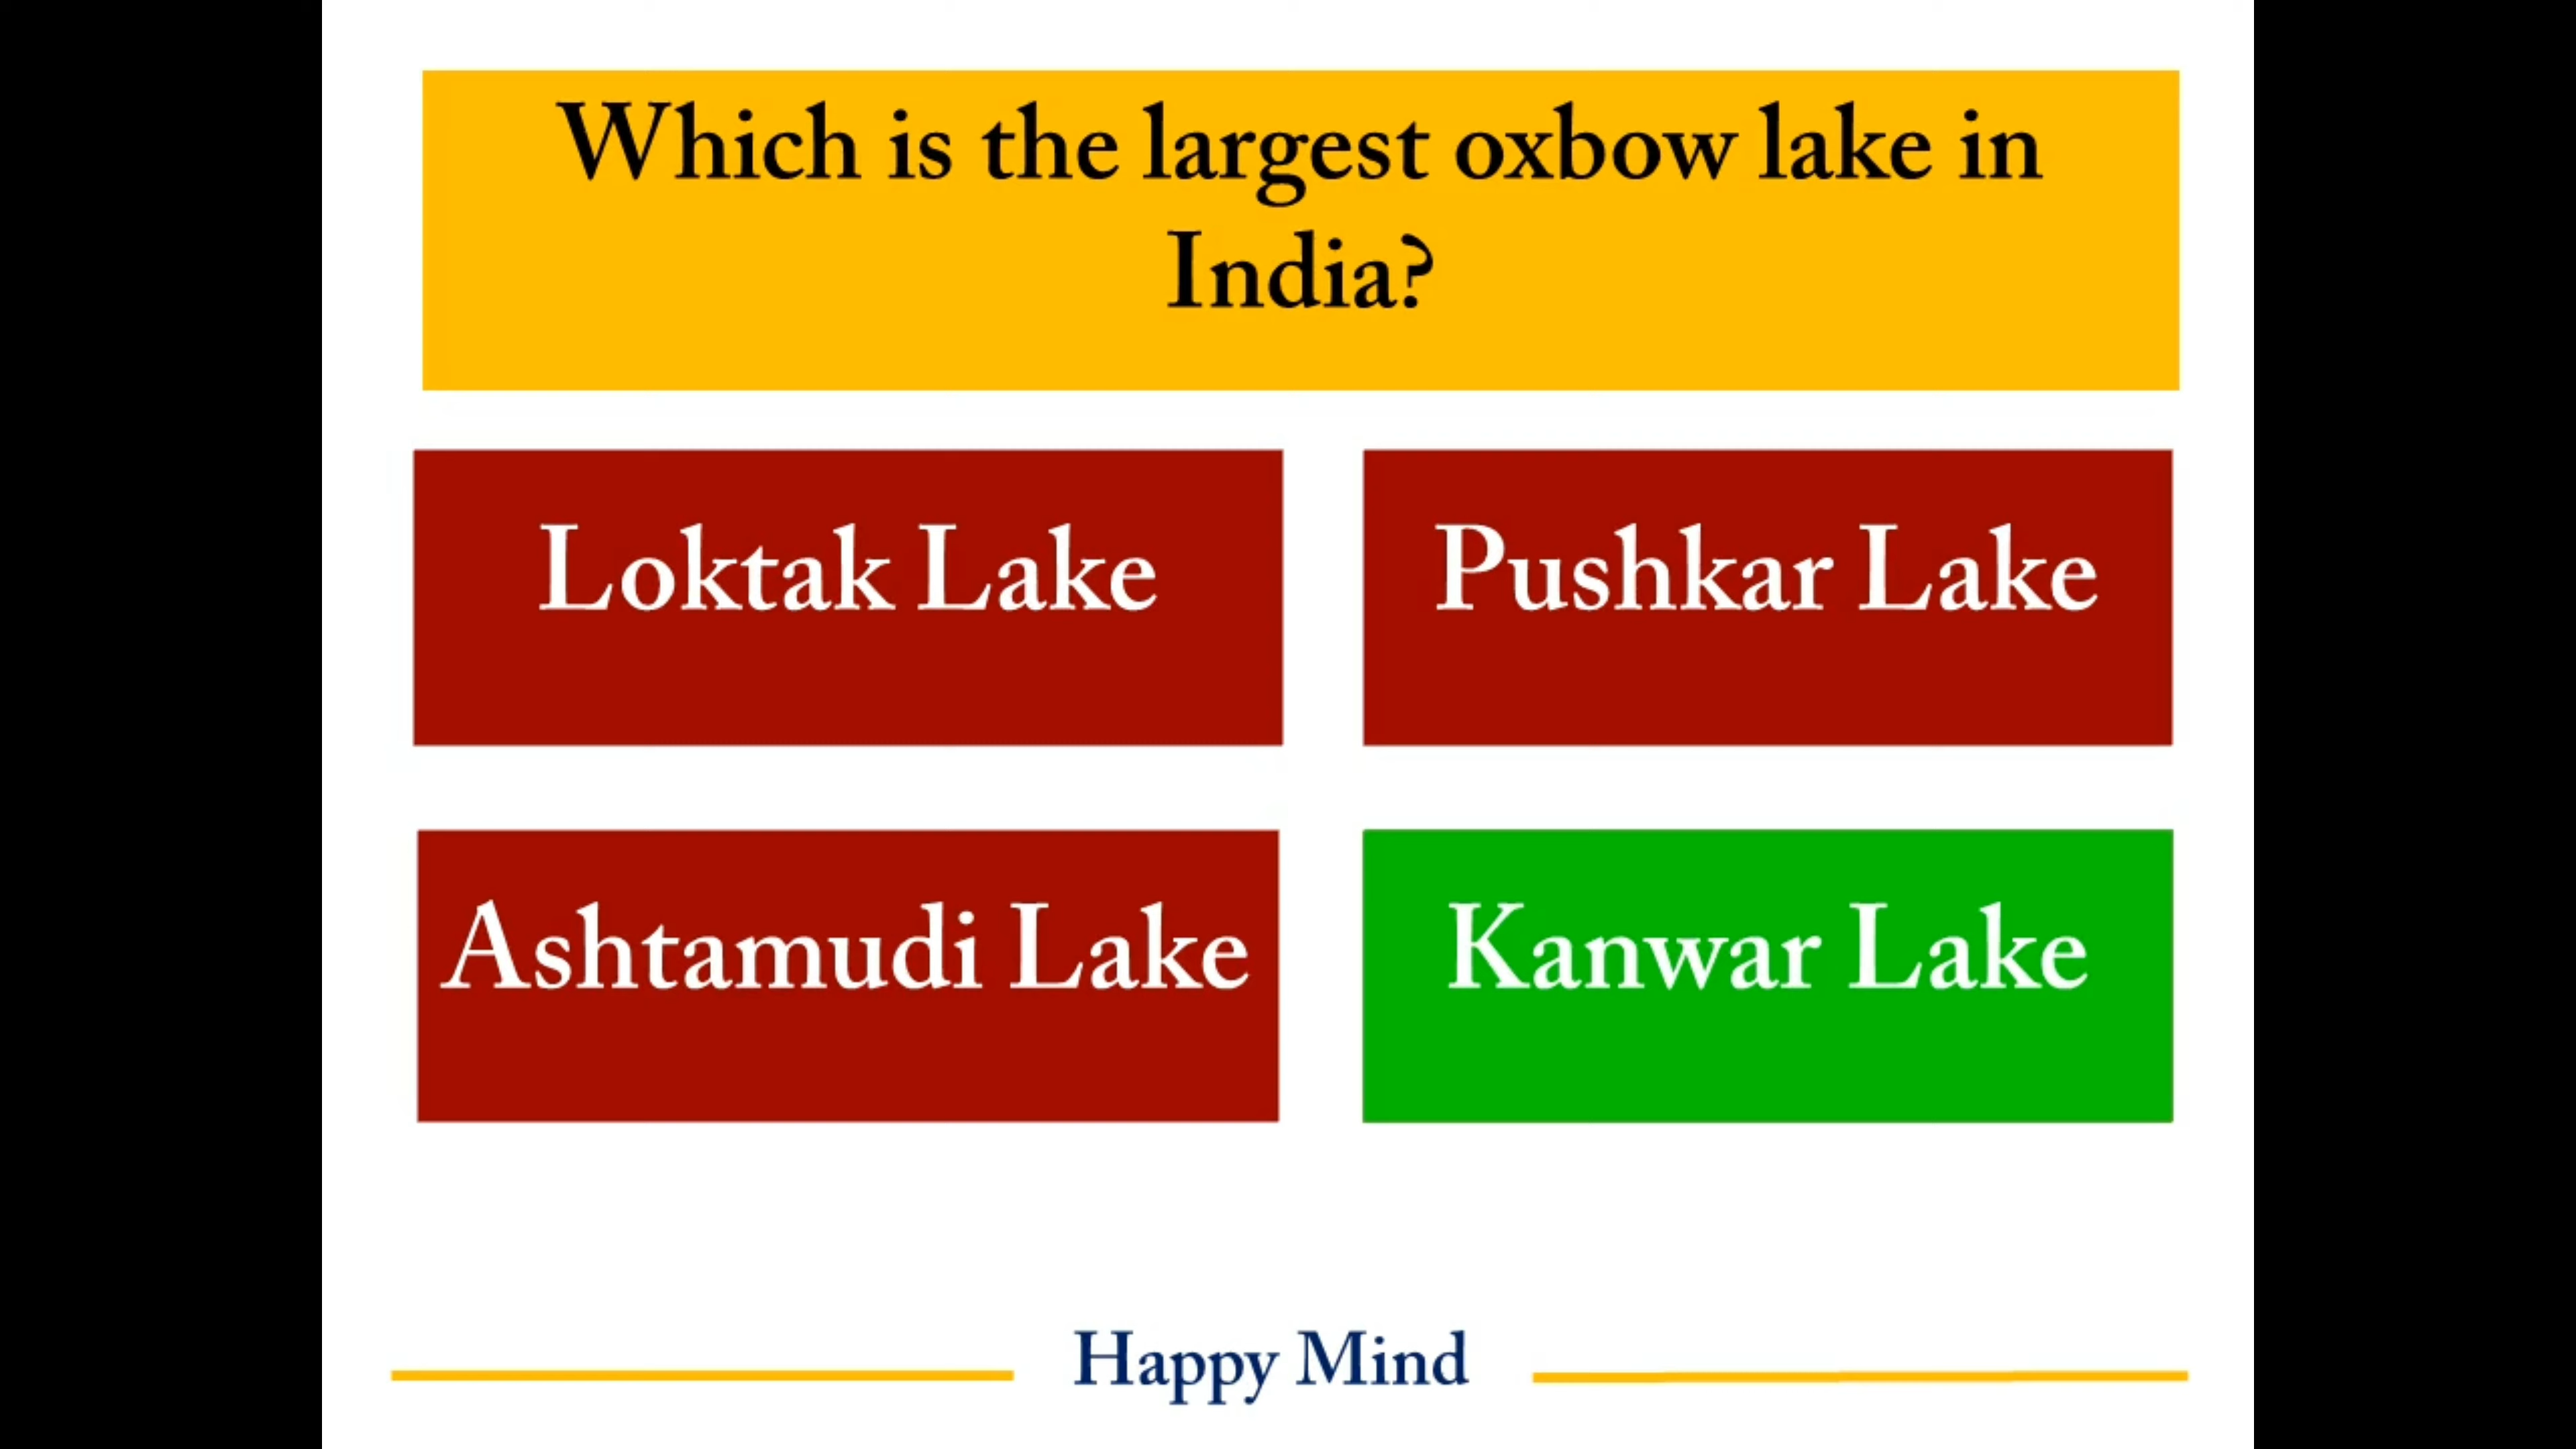 Which is the largest oxbow lake in
India?
Loktak Lake
Pushkar Lake
Ashtamudi Lake
Kanwar Lake
Happy Mind